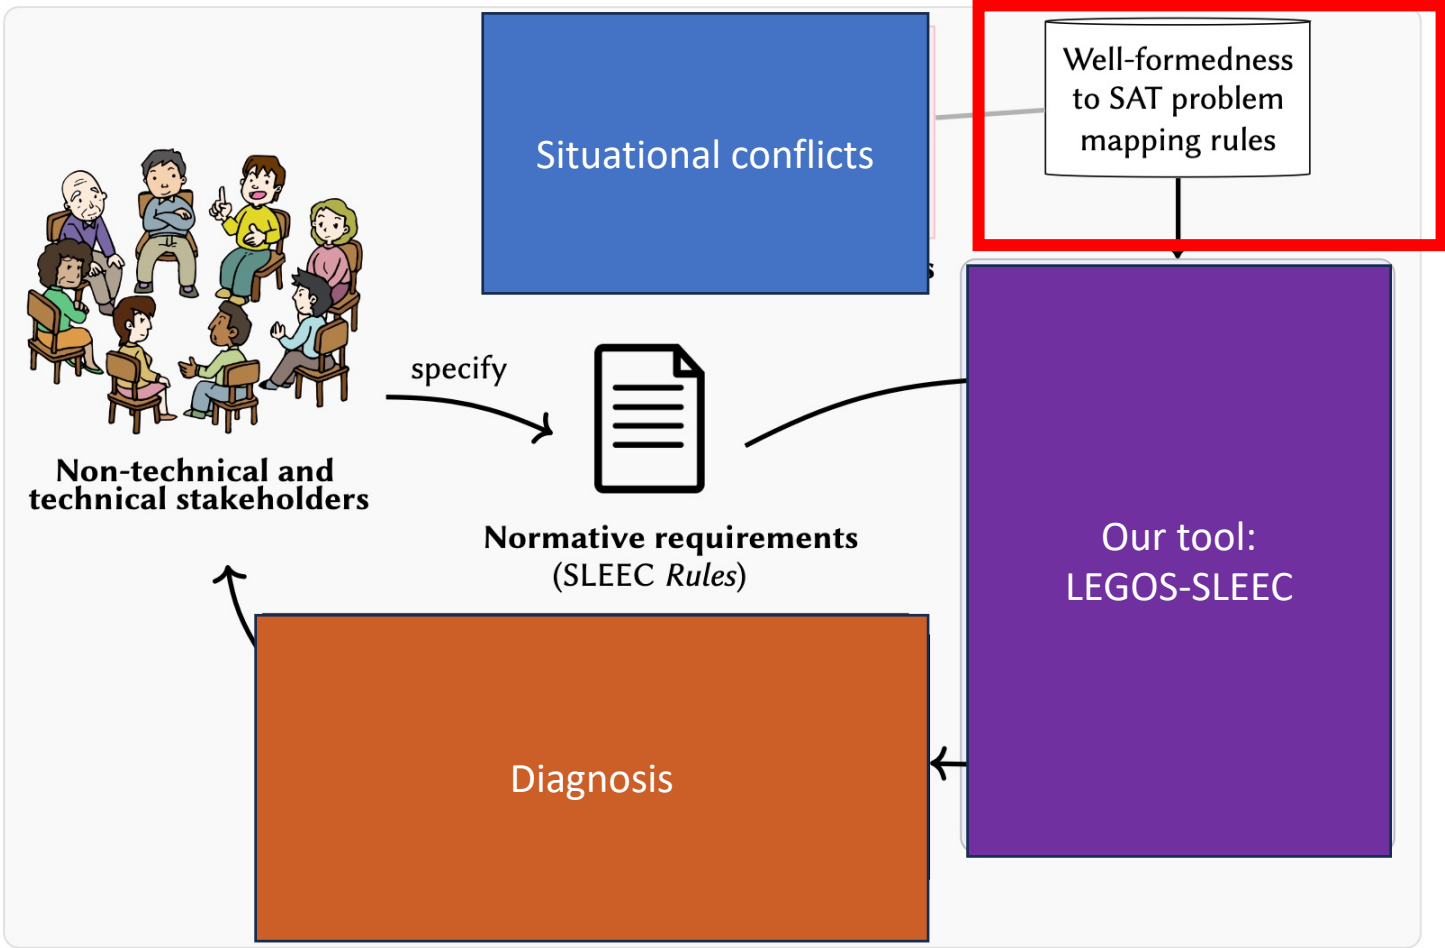 Situational conflicts
Well-formedness
to SAT problem
mapping rules
specify
Non-technical and
technical stakeholders
Normative requirements
(SLEEC Rules)
Our tool:
LEGOS-SLEEC
Diagnosis